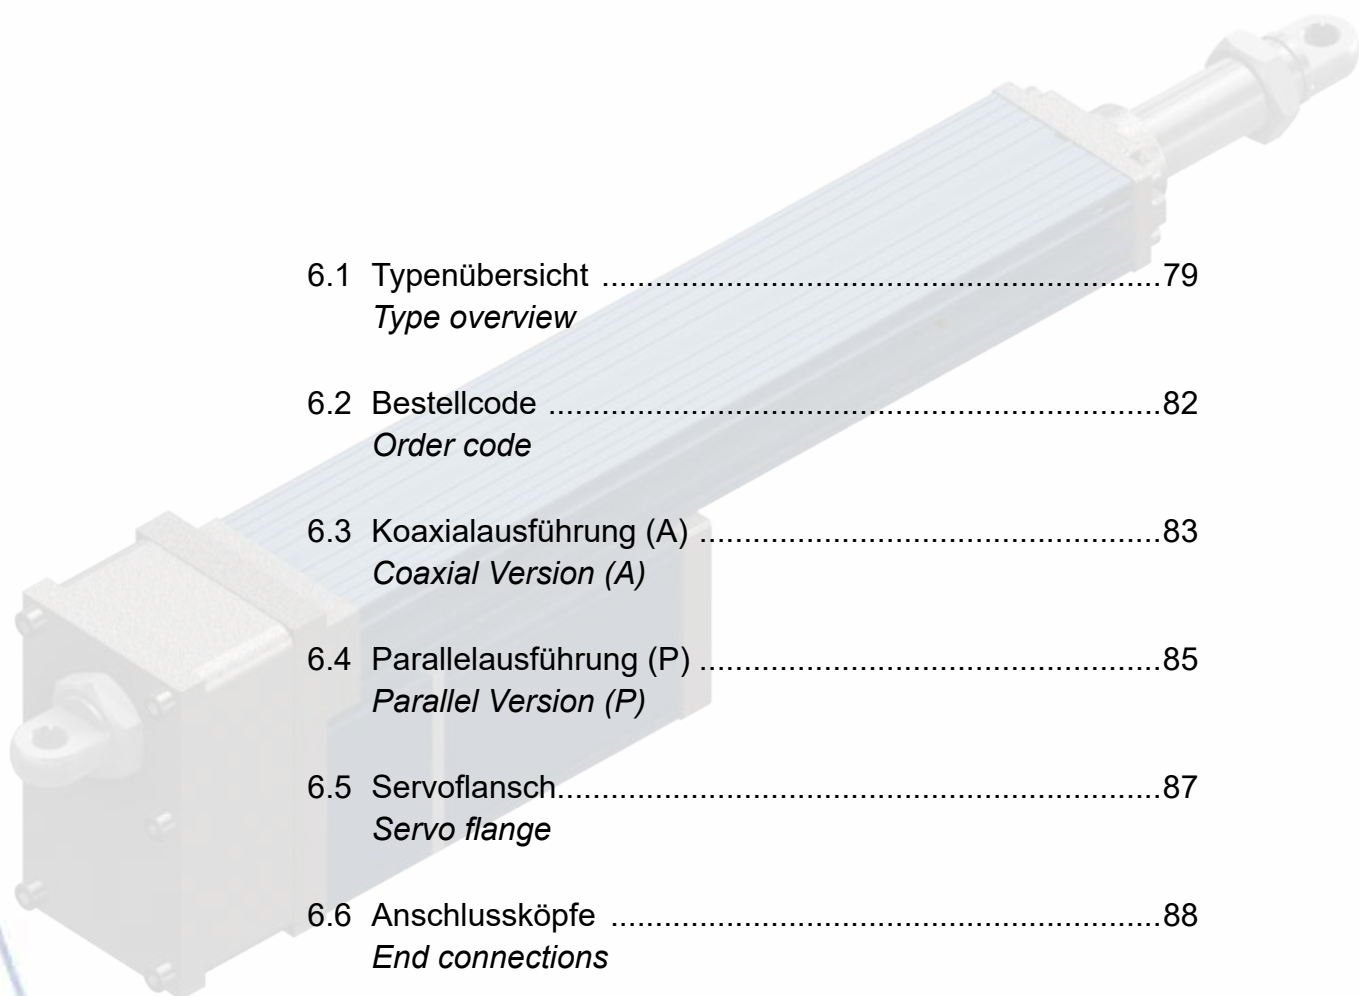 6.1 Typenübersicht ................................................................79
Type overview
6.2 Bestellcode ......................................................................82
Order code
6.3 Koaxialausführung (A) ....................................................83
Coaxial Version (A)
6.4 Parallelausführung (P) ....................................................85
Parallel Version (P)
6.5 Servoflansch.....................................................................87
Servo flange
6.6 Anschlussköpfe ...............................................................88
End connections